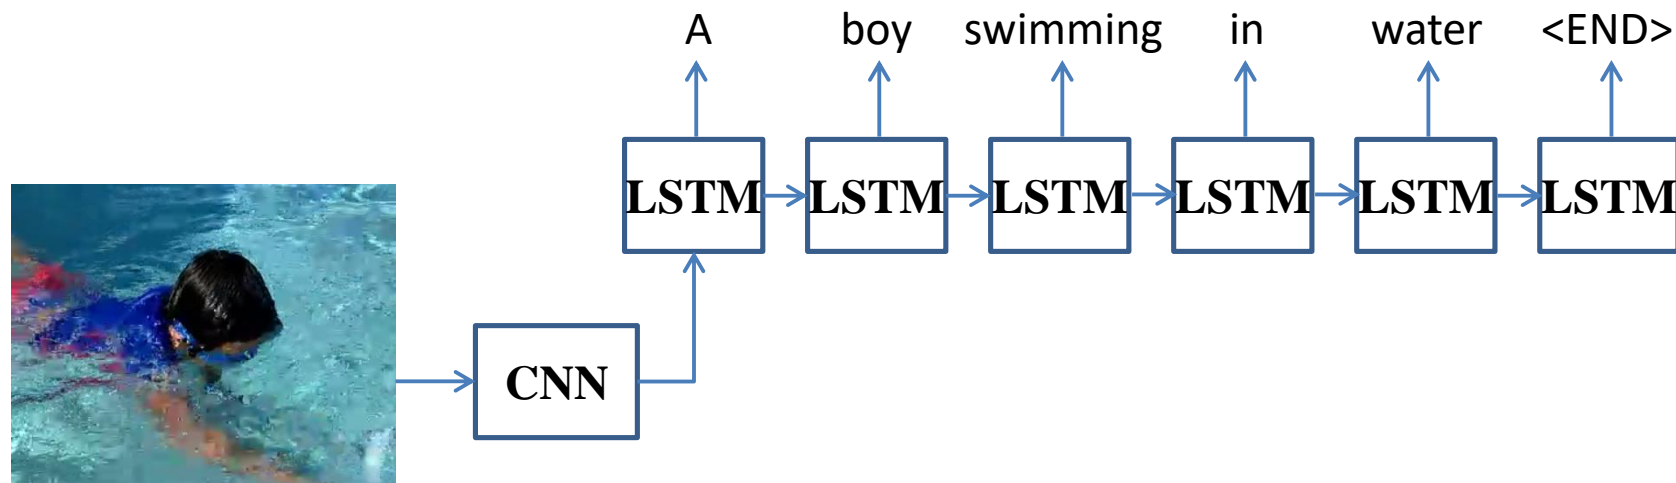 A boy swimming in water <END>
LSTM LSTM LSTM LSTM LSTM LSTM
CNN